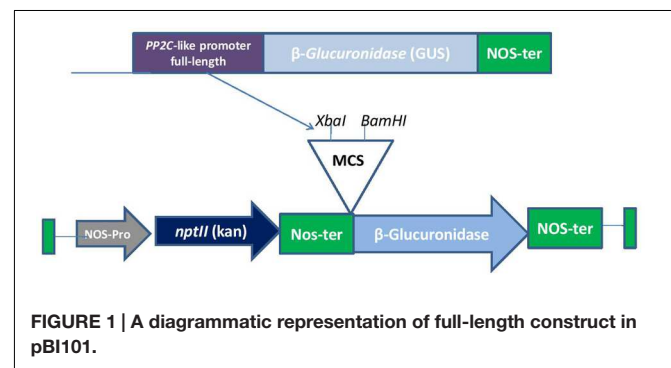 PP2C-like promoter
full-length
β-Glucuronidase (GUS)
NOS-ter
XbaI BamHI
MCS
NOS-Pro
nptII (kan)
Nos-ter
β-Glucuronidase
NOS-ter
FIGURE 1 | A diagrammatic representation of full-length construct in
pBI101.